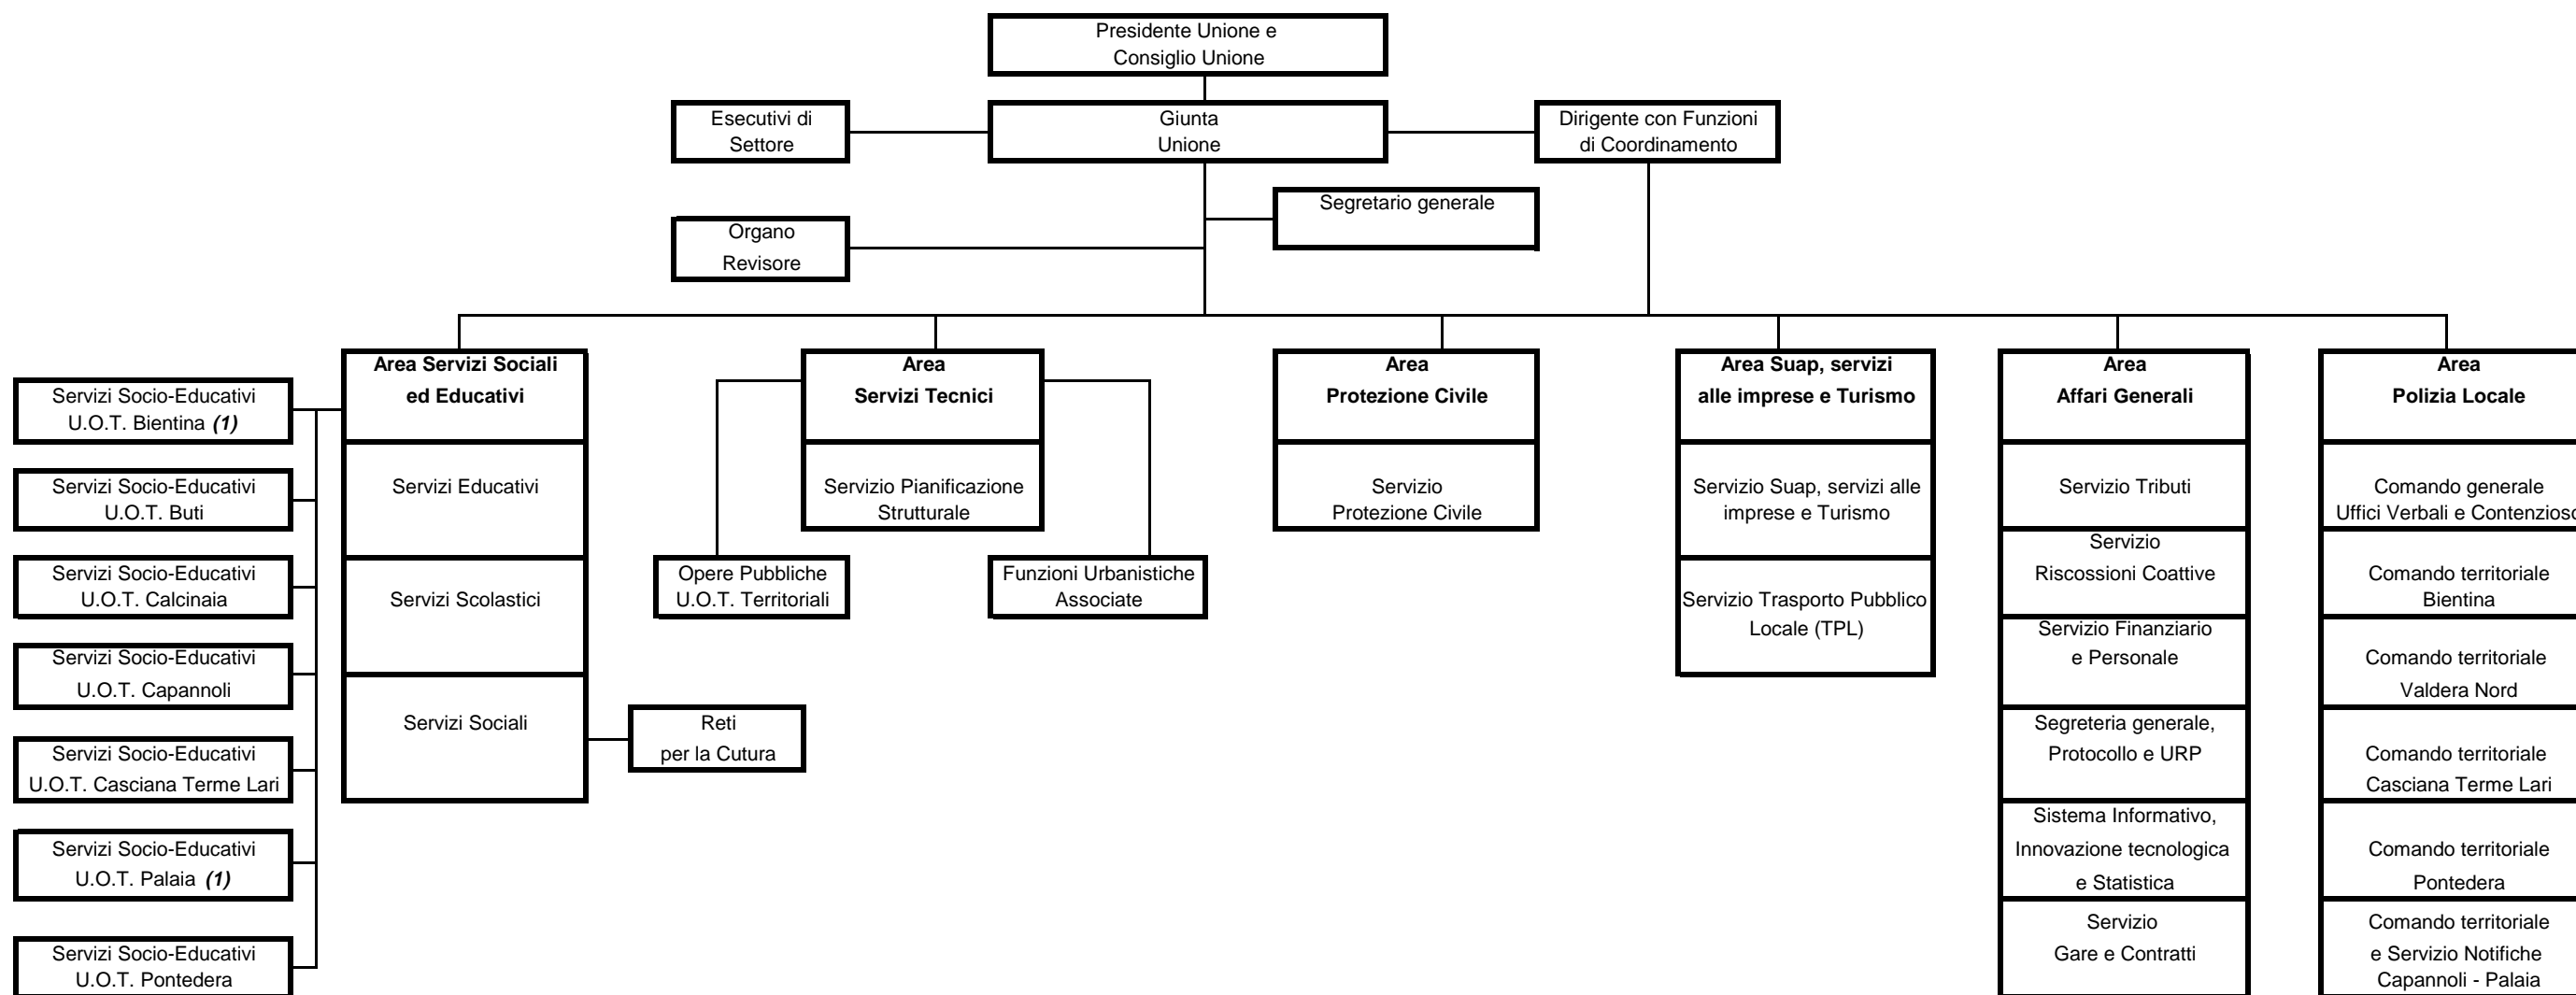 Presidente Unione e
Consiglio Unione
Esecutivi di
Settore
Giunta
Unione
Dirigente con Funzioni
di Coordinamento
Segretario generale
Organo
Revisore
Servizi Socio-Educativi
U.O.T. Bientina (1)
Servizi Socio-Educativi
U.O.T. Buti
Servizi Socio-Educativi
U.O.T. Calcinaia
Servizi Socio-Educativi
U.O.T. Capannoli
Servizi Socio-Educativi
U.O.T. Casciana Terme Lari
Servizi Socio-Educativi
U.O.T. Palaia (1)
Servizi Socio-Educativi
U.O.T. Pontedera
Area Servizi Sociali
ed Educativi
Servizi Educativi
Servizi Scolastici
Servizi Sociali
Reti
per la Cutura
Area
Servizi Tecnici
Servizio Pianificazione
Strutturale
Opere Pubbliche
U.O.T. Territoriali
Funzioni Urbanistiche
Associate
Area
Protezione Civile
Servizio
Protezione Civile
Area Suap, servizi
alle imprese e Turismo
Servizio Suap, servizi alle
imprese e Turismo
Servizio Trasporto Pubblico
Locale (TPL)
Area
Affari Generali
Servizio Tributi
Servizio
Riscossioni Coattive
Servizio Finanziario
e Personale
Segreteria generale,
Protocollo e URP
Sistema Informativo,
Innovazione tecnologica
e Statistica
Servizio
Gare e Contratti
Area
Polizia Locale
Comando generale
Uffici Verbali e Contenzioso
Comando territoriale
Bientina
Comando territoriale
Valdera Nord
Comando territoriale
Casciana Terme Lari
Comando territoriale
Pontedera
Comando territoriale
e Servizio Notifiche
Capannoli - Palaia